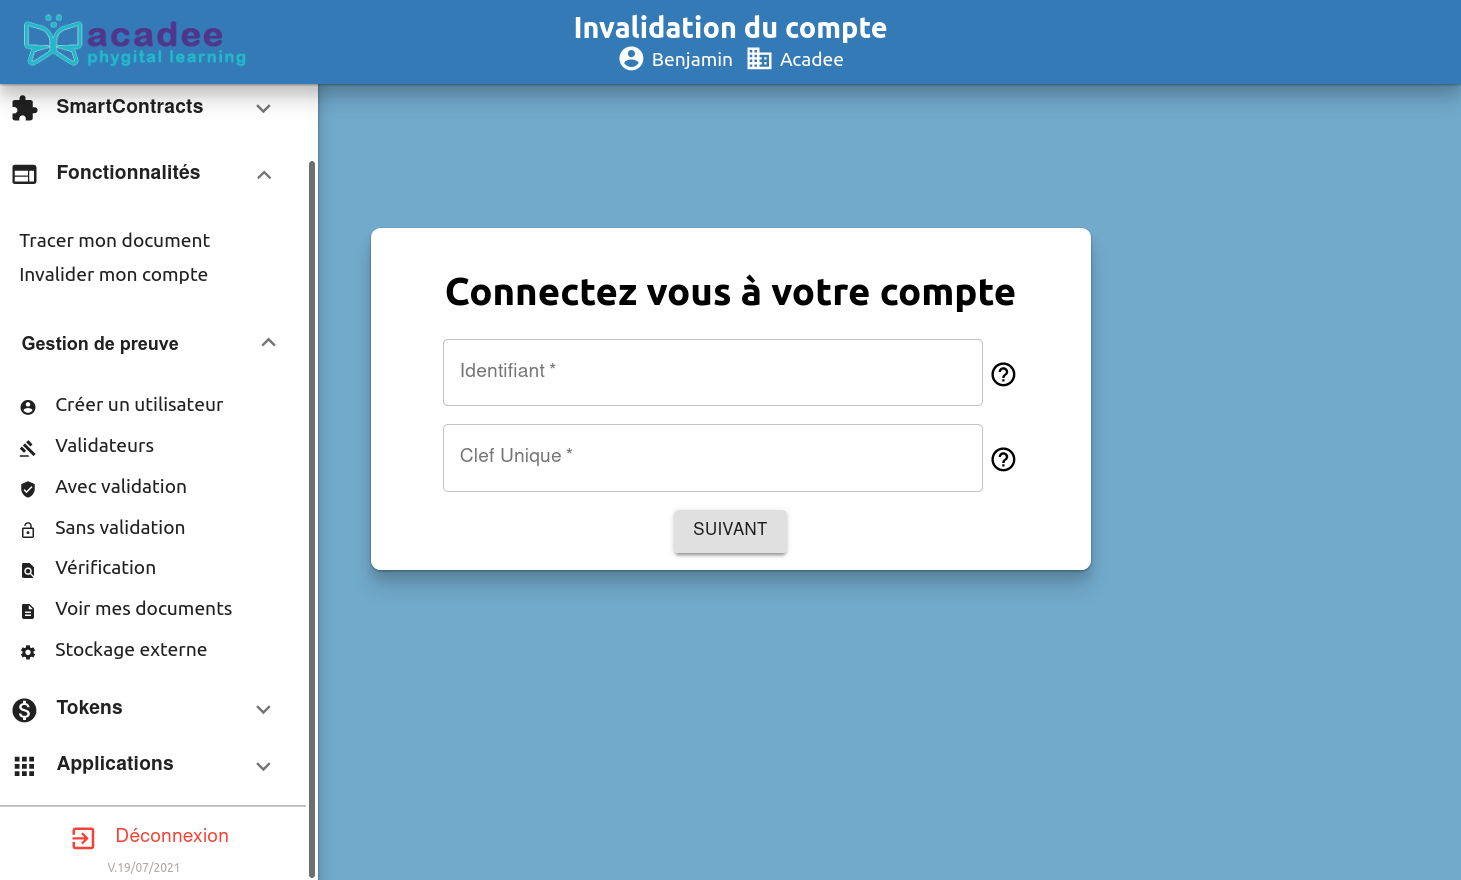 acadee
phygital learning
Invalidation du compte
Benjamin Acadee
SmartContracts
Fonctionnalités
Tracer mon document
Invalider mon compte
Gestion de preuve
Créer un utilisateur
Validateurs
Avec validation
Sans validation
Vérification
Voir mes documents
Stockage externe
Tokens
Applications
Déconnexion
V.19/07/2021
Connectez vous à votre compte
Identifiant *
Clef Unique *
SUIVANT